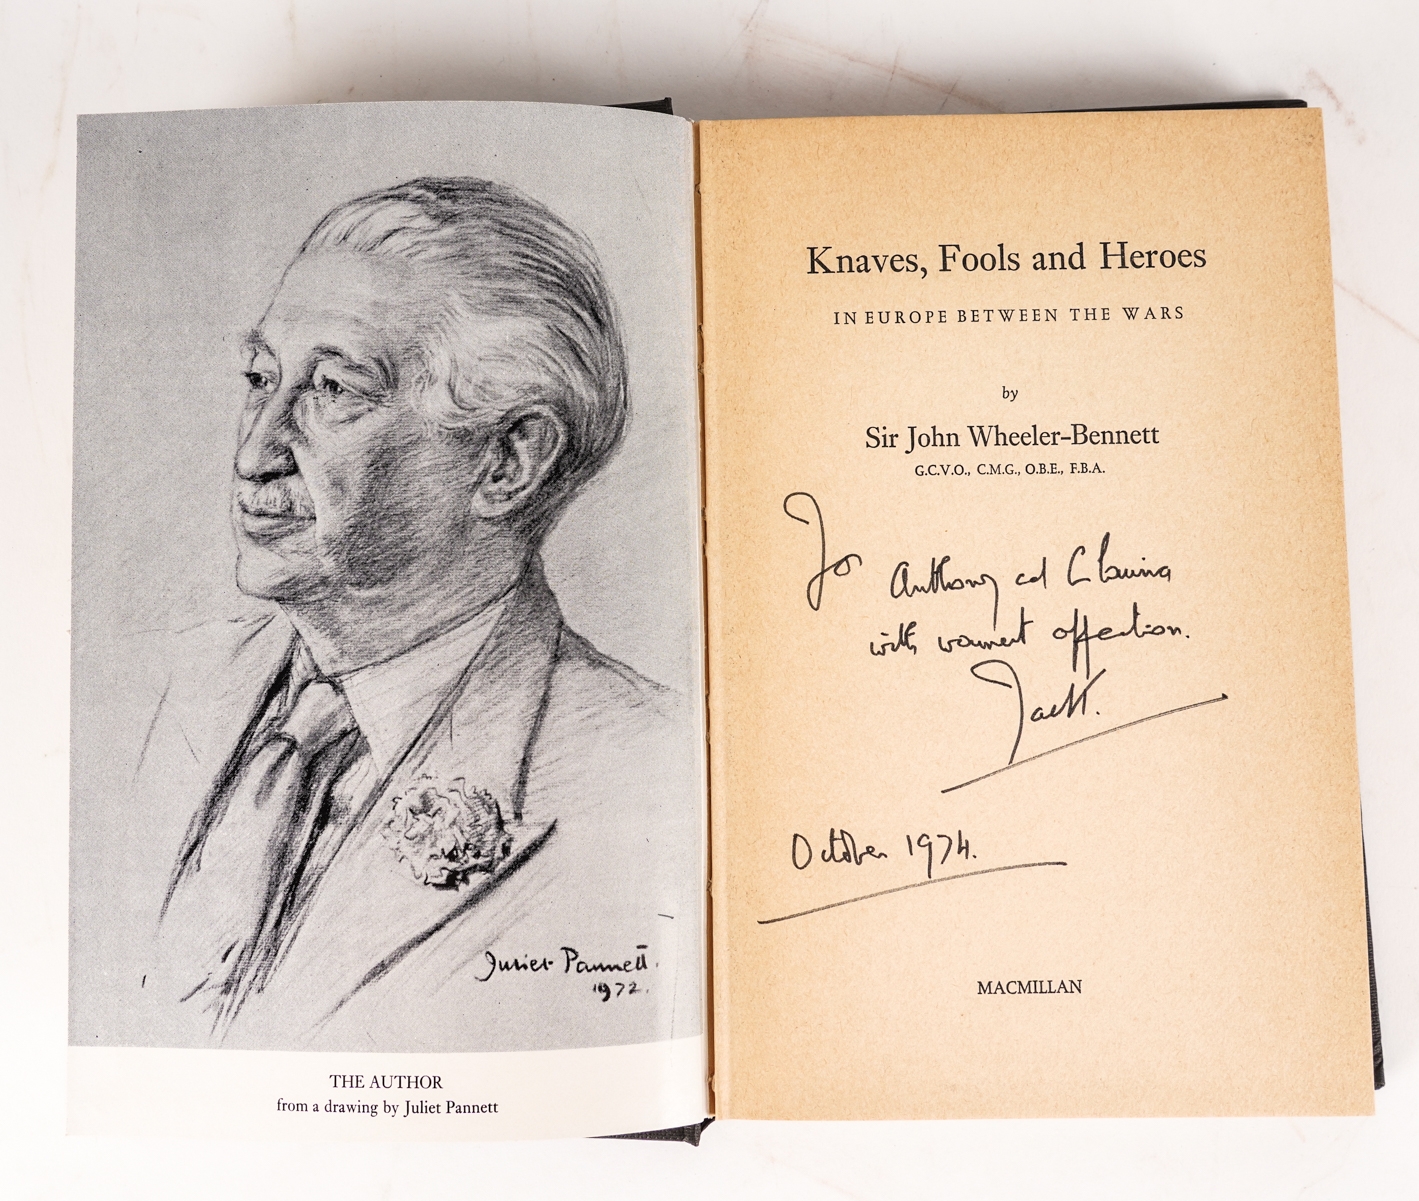 Juliet Pannett.
1972.
THE AUTHOR
from a drawing by Juliet Pannett
Knaves, Fools and Heroes
IN EUROPE BETWEEN THE WARS
by
Sir John Wheeler-Bennett
G.C.V.O., C.M.G., O.B.E., F.B.A.
To Anthony and Clarissa
with warmest affection.
Jack.
October 1974.
MACMILLAN